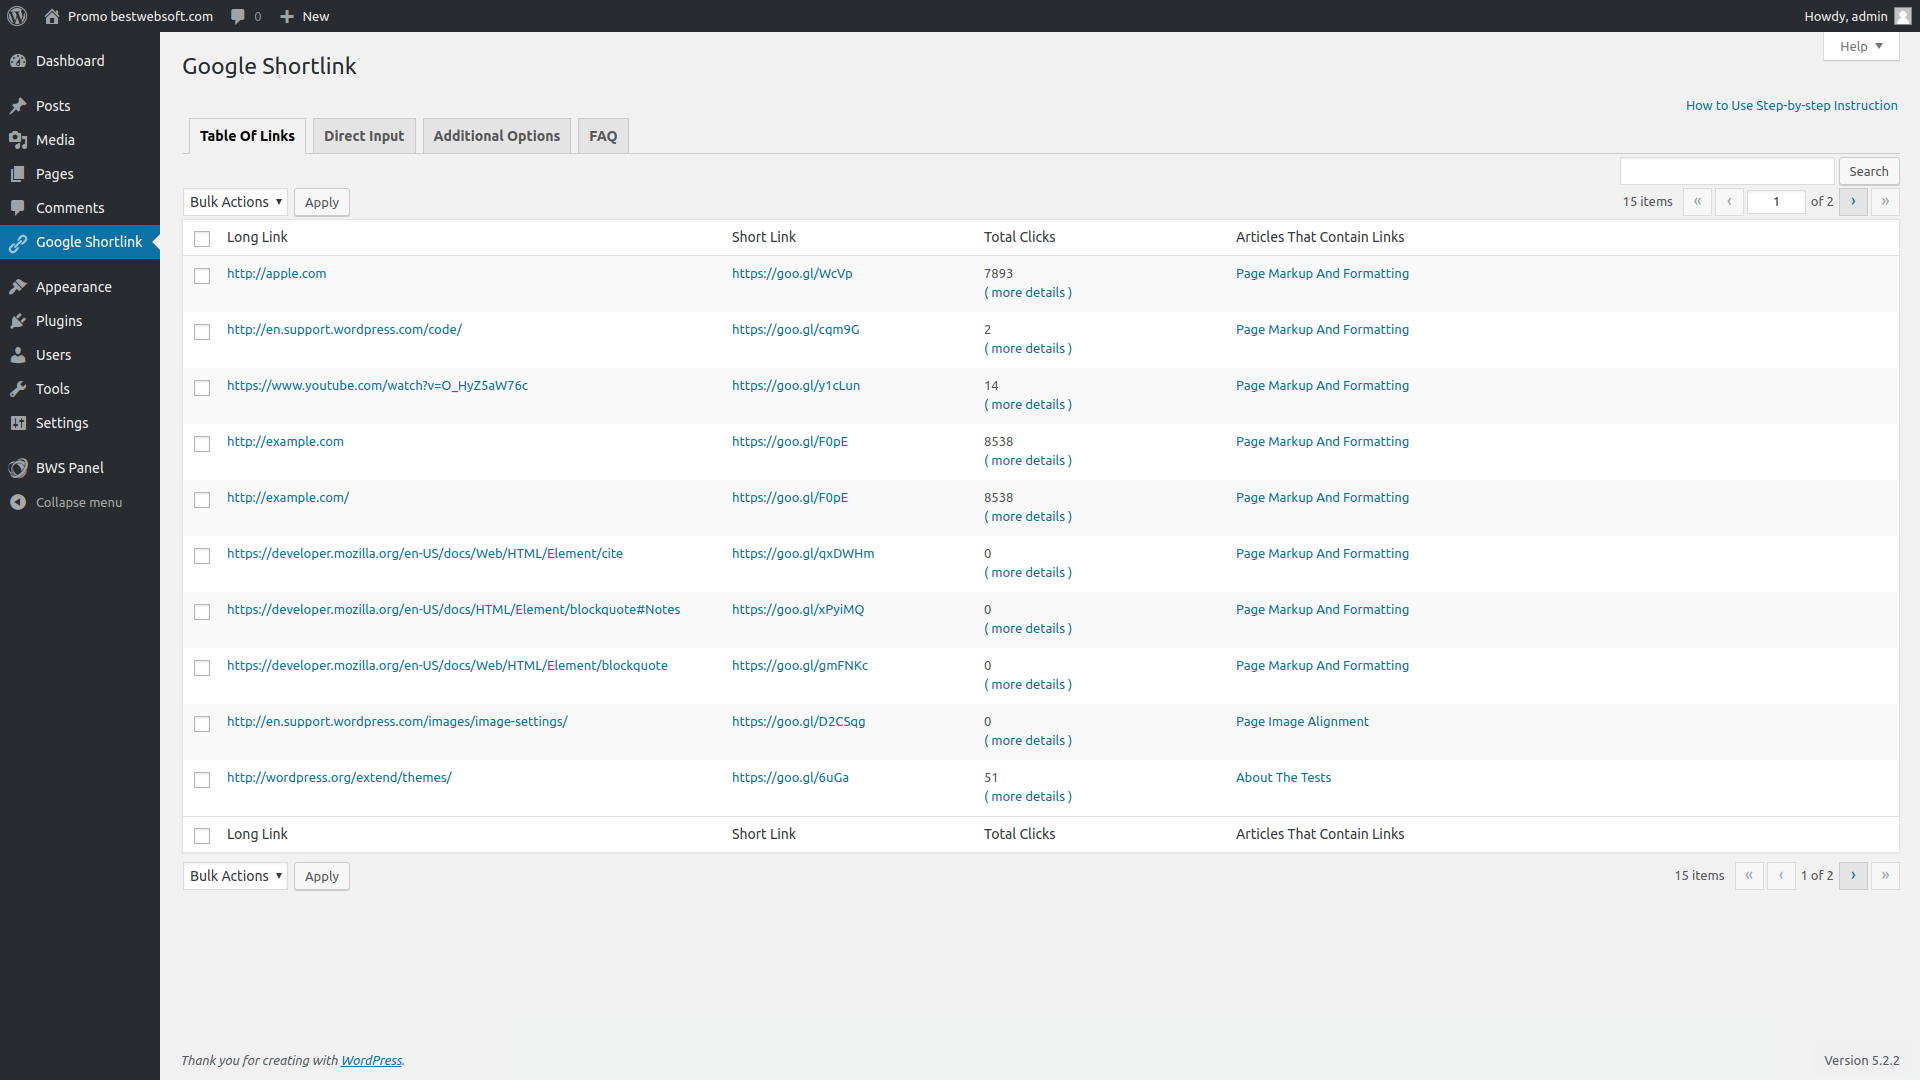 Promo bestwebsoft.com 0 New Howdy, admin
Help
Dashboard
Posts
Media
Pages
Comments
Google Shortlink
Appearance
Plugins
Users
Tools
Settings
BWS Panel
Collapse menu
Google Shortlink
How to Use Step-by-step Instruction
Table Of Links Direct Input Additional Options FAQ
Search
Bulk Actions Apply 15 items « ‹ 1 of 2 › »
Long Link Short Link Total Clicks Articles That Contain Links
http://apple.com https://goo.gl/WcVp 7893 Page Markup And Formatting
( more details )
http://en.support.wordpress.com/code/ https://goo.gl/cqm9G 2 Page Markup And Formatting
( more details )
https://www.youtube.com/watch?v=O_HyZ5aW76c https://goo.gl/y1cLun 14 Page Markup And Formatting
( more details )
http://example.com https://goo.gl/F0pE 8538 Page Markup And Formatting
( more details )
http://example.com/ https://goo.gl/F0pE 8538 Page Markup And Formatting
( more details )
https://developer.mozilla.org/en-US/docs/Web/HTML/Element/cite https://goo.gl/qxDWHm 0 Page Markup And Formatting
( more details )
https://developer.mozilla.org/en-US/docs/HTML/Element/blockquote#Notes https://goo.gl/xPyiMQ 0 Page Markup And Formatting
( more details )
https://developer.mozilla.org/en-US/docs/Web/HTML/Element/blockquote https://goo.gl/gmFNKc 0 Page Markup And Formatting
( more details )
http://en.support.wordpress.com/images/image-settings/ https://goo.gl/D2CSqg 0 Page Image Alignment
( more details )
http://wordpress.org/extend/themes/ https://goo.gl/6uGa 51 About The Tests
( more details )
Long Link Short Link Total Clicks Articles That Contain Links
Bulk Actions Apply 15 items « ‹ 1 of 2 › »
Thank you for creating with WordPress. Version 5.2.2